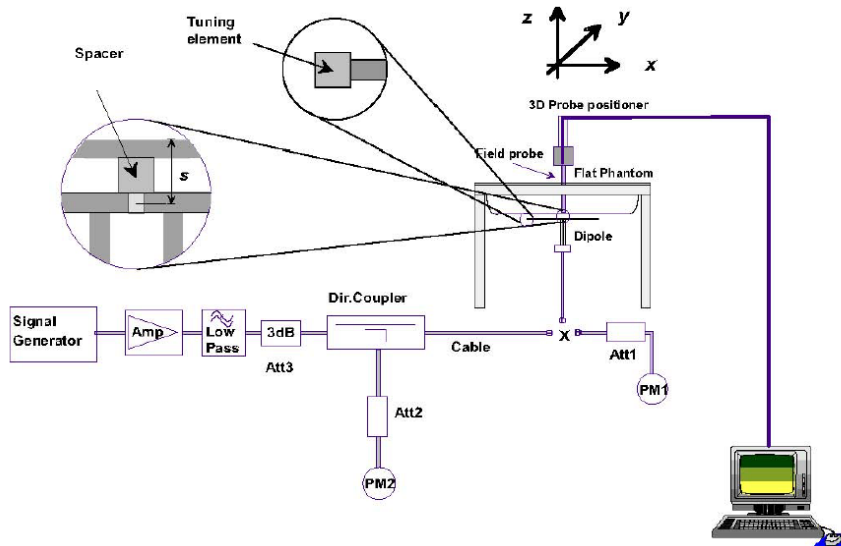 Tuning
element
z
y
x
Spacer
s
3D Probe positioner
Field probe
Flat Phantom
Dipole
Dir.Coupler
Signal
Generator
Amp
Low
Pass
3dB
Att3
Cable
X
Att1
PM1
Att2
PM2